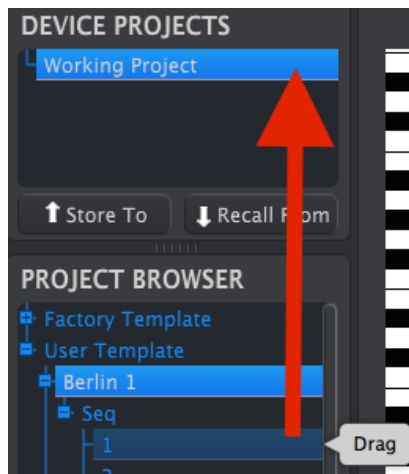 DEVICE PROJECTS
Working Project
Store To
Recall From
PROJECT BROWSER
Factory Template
User Template
Berlin 1
Seq
1
Drag